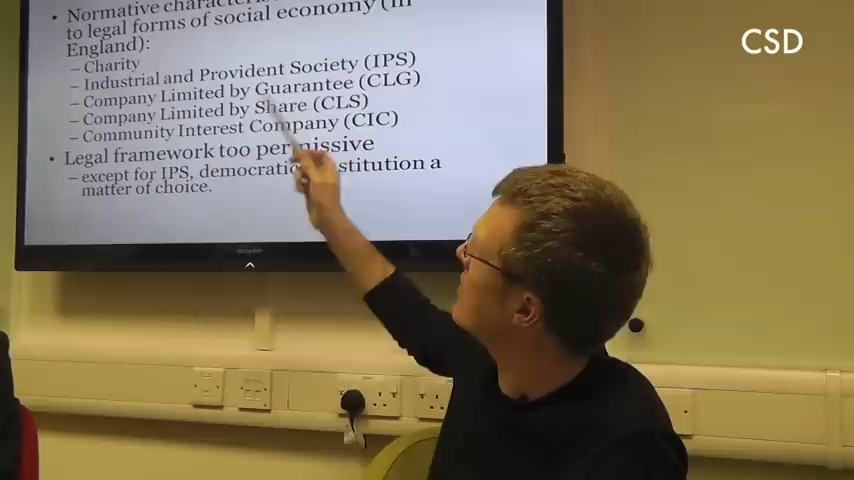 • Normative
to legal forms of social economy (in
England):
– Charity
– Industrial and Provident Society (IPS)
– Company Limited by Guarantee (CLG)
– Company Limited by Share (CLS)
– Community Interest Company (CIC)
• Legal framework too permissive
– except for IPS, democratic a
matter of choice.
CSD